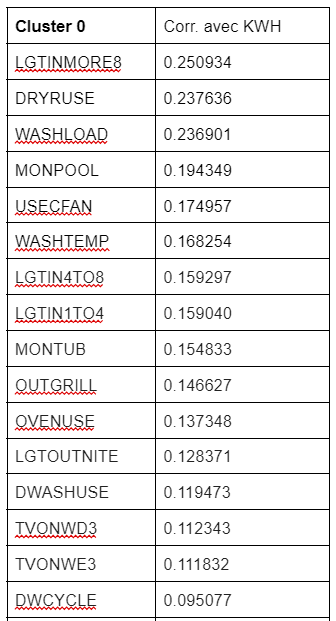 Cluster 0 Corr. avec KWH
LGTINMORE8 0.250934
DRYRUSE 0.237636
WASHLOAD 0.236901
MONPOOL 0.194349
USECFAN 0.174957
WASHTEMP 0.168254
LGTIN4TO8 0.159297
LGTIN1TO4 0.159040
MONTUB 0.154833
OUTGRILL 0.146627
OVENUSE 0.137348
LGTOUTNITE 0.128371
DWASHUSE 0.119473
TVONWD3 0.112343
TVONWE3 0.111832
DWCYCLE 0.095077